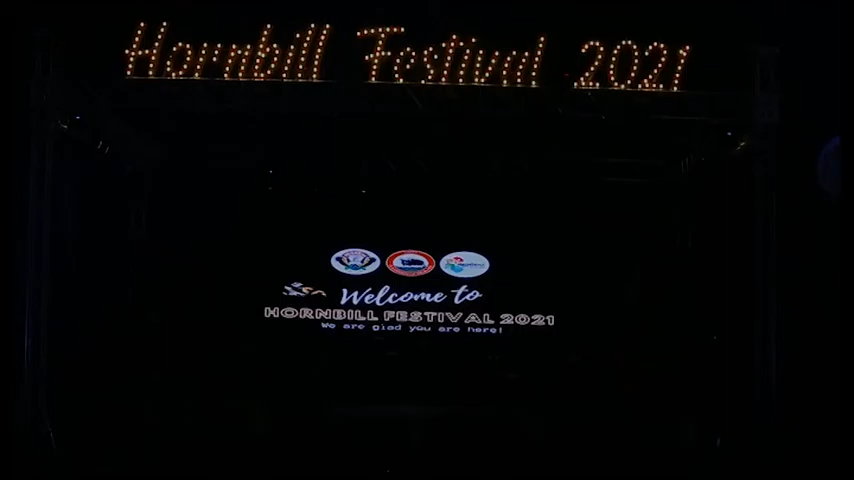 Hornbill Festival 2021
Welcome to
HORNBILL FESTIVAL 2021
We are glad you are here!